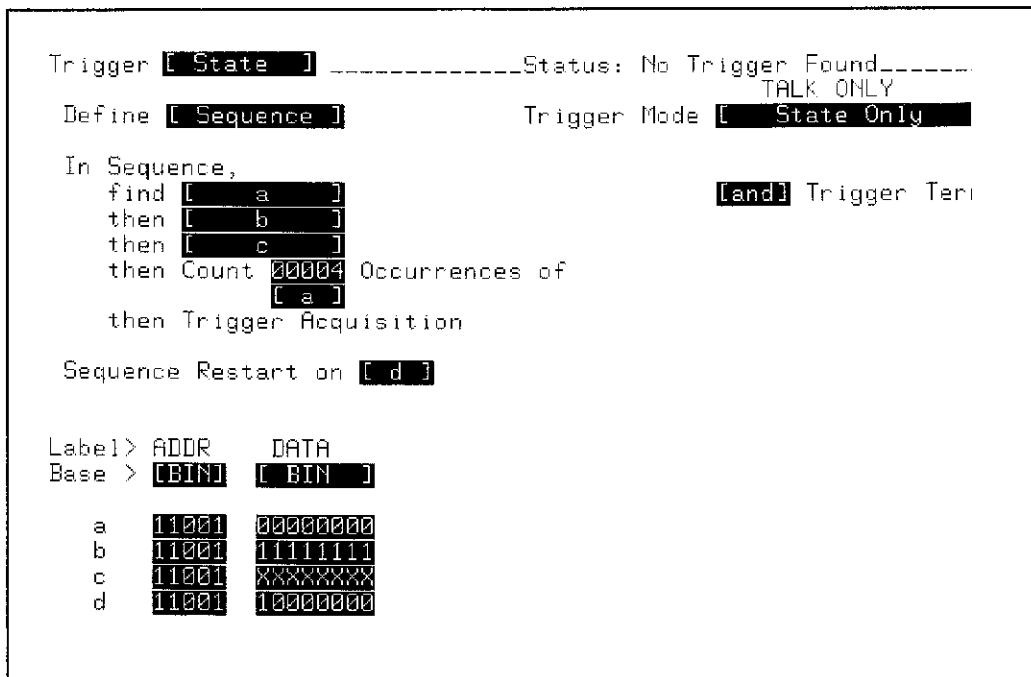 Trigger [ State ] _____________Status: No Trigger Found______
TALK ONLY
Define [ Sequence ] Trigger Mode [ State Only
In Sequence,
find [ a ] [and]  Trigger
then [ b ]
then [ c ]
then Count 00004 Occurrences of
[ a ]
then Trigger Acquisition
Sequence Restart on [ d ]
Label> ADDR DATA
Base > [BIN] [ BIN ]
a 11001 00000000
b 11001 11111111
c 11001 XXXXXXXX
d 11001 10000000